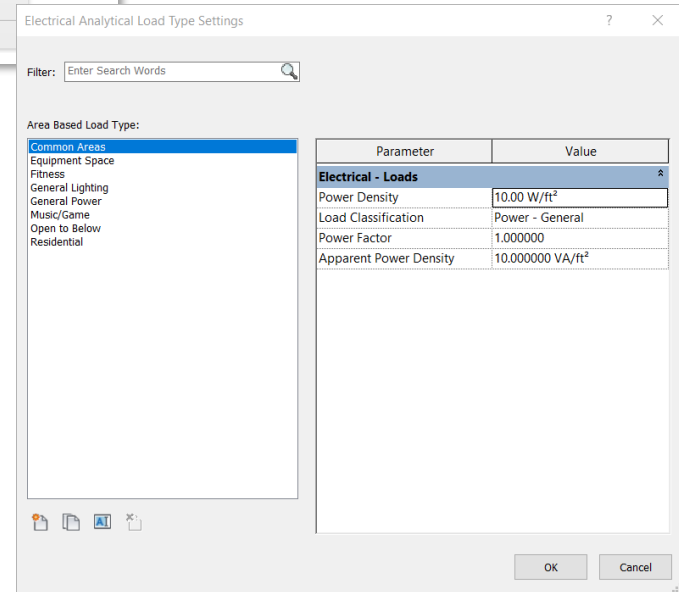 Electrical Analytical Load Type Settings
?
Filter: Enter Search Words
Area Based Load Type:
Common Areas
Equipment Space
Fitness
General Lighting
General Power
Music/Game
Open to Below
Residential
Parameter Value
Electrical - Loads
Power Density 10.00 W/ft²
Load Classification Power - General
Power Factor 1.000000
Apparent Power Density 10.000000 VA/ft²
AI
OK Cancel